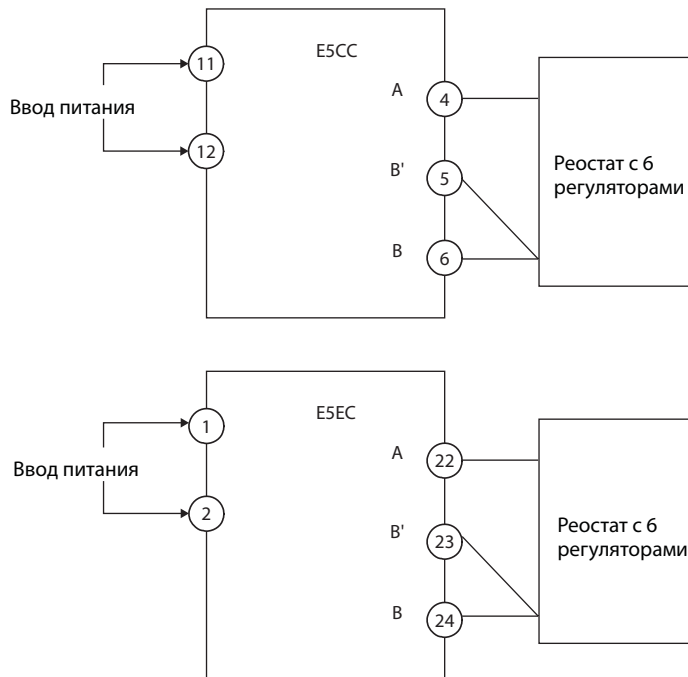 E5CC
11
Ввод питания
12
A
4
B'
5
B
6
Реостат с 6
регуляторами
E5EC
1
Ввод питания
2
A
22
B'
23
B
24
Реостат с 6
регуляторами